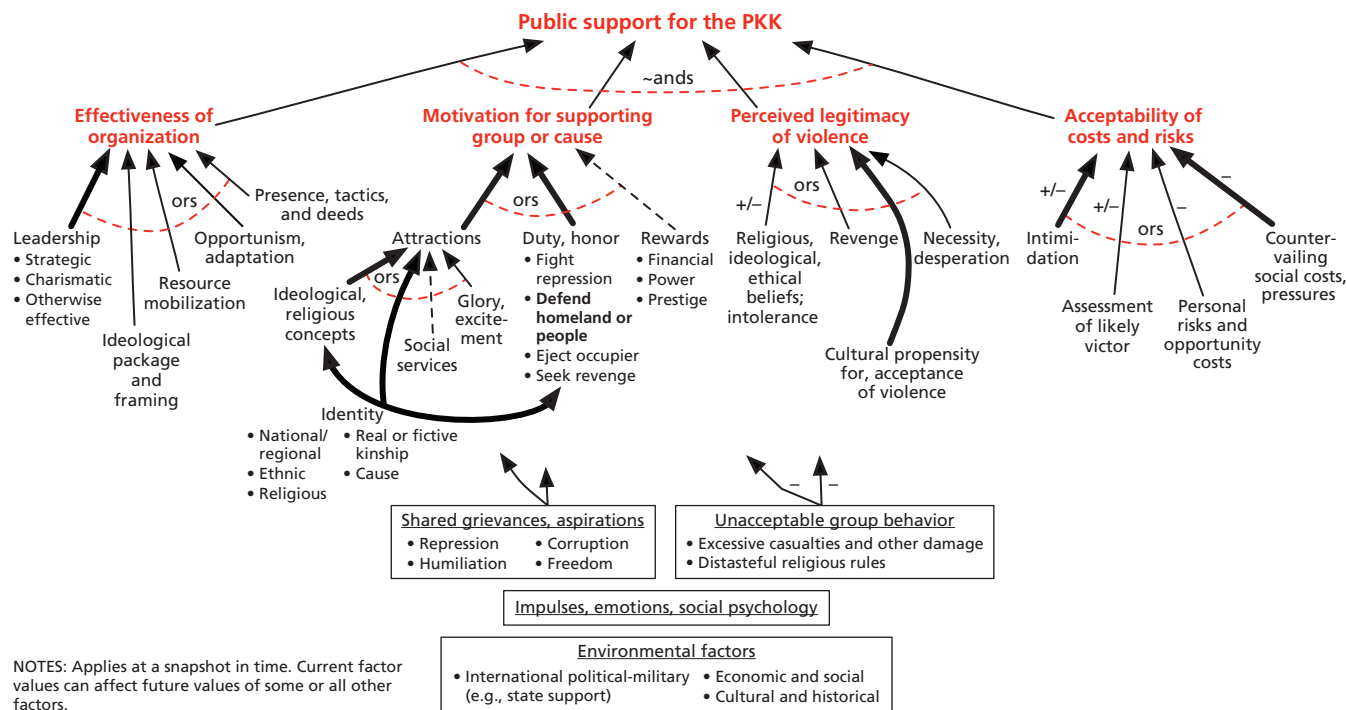 Public support for the PKK
~ands
Effectiveness of
organization
Motivation for supporting
group or cause
Perceived legitimacy
of violence
Acceptability of
costs and risks
ors
Leadership
• Strategic
• Charismatic
• Otherwise
effective
Ideological
package
and
framing
Resource
mobilization
Opportunism,
adaptation
Presence, tactics,
and deeds
ors
Attractions
ors
Ideological,
religious
concepts
Social
services
Glory,
excite-
ment
Duty, honor
• Fight
repression
• Defend
homeland or
people
• Eject occupier
• Seek revenge
Rewards
• Financial
• Power
• Prestige
Identity
• National/
regional
• Ethnic
• Religious
• Real or fictive
kinship
• Cause
ors
+/–
Religious,
ideological,
ethical
beliefs;
intolerance
Revenge
Cultural propensity
for, acceptance
of violence
Necessity,
desperation
+/–
+/–
–
–
ors
Intimi-
dation
Assessment
of likely
victor
Personal
risks and
opportunity
costs
Counter-
vailing
social costs,
pressures
–
–
Shared grievances, aspirations
• Repression
• Humiliation
• Corruption
• Freedom
Unacceptable group behavior
• Excessive casualties and other damage
• Distasteful religious rules
Impulses, emotions, social psychology
Environmental factors
• International political-military
(e.g., state support)
• Economic and social
• Cultural and historical
NOTES: Applies at a snapshot in time. Current factor
values can affect future values of some or all other
factors.